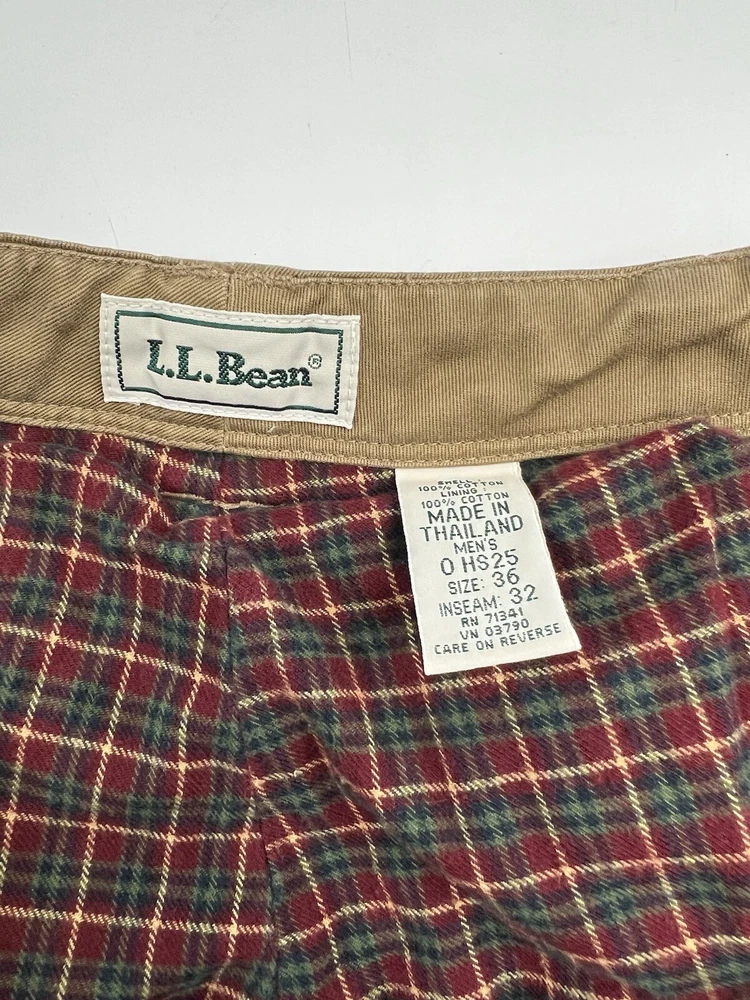 L.L.Bean®
SHELL
100% COTTON
LINING
100% COTTON
MADE IN
THAILAND
MEN'S
0 HS25
SIZE: 36
INSEAM: 32
RN 71341
VN 03790
CARE ON REVERSE